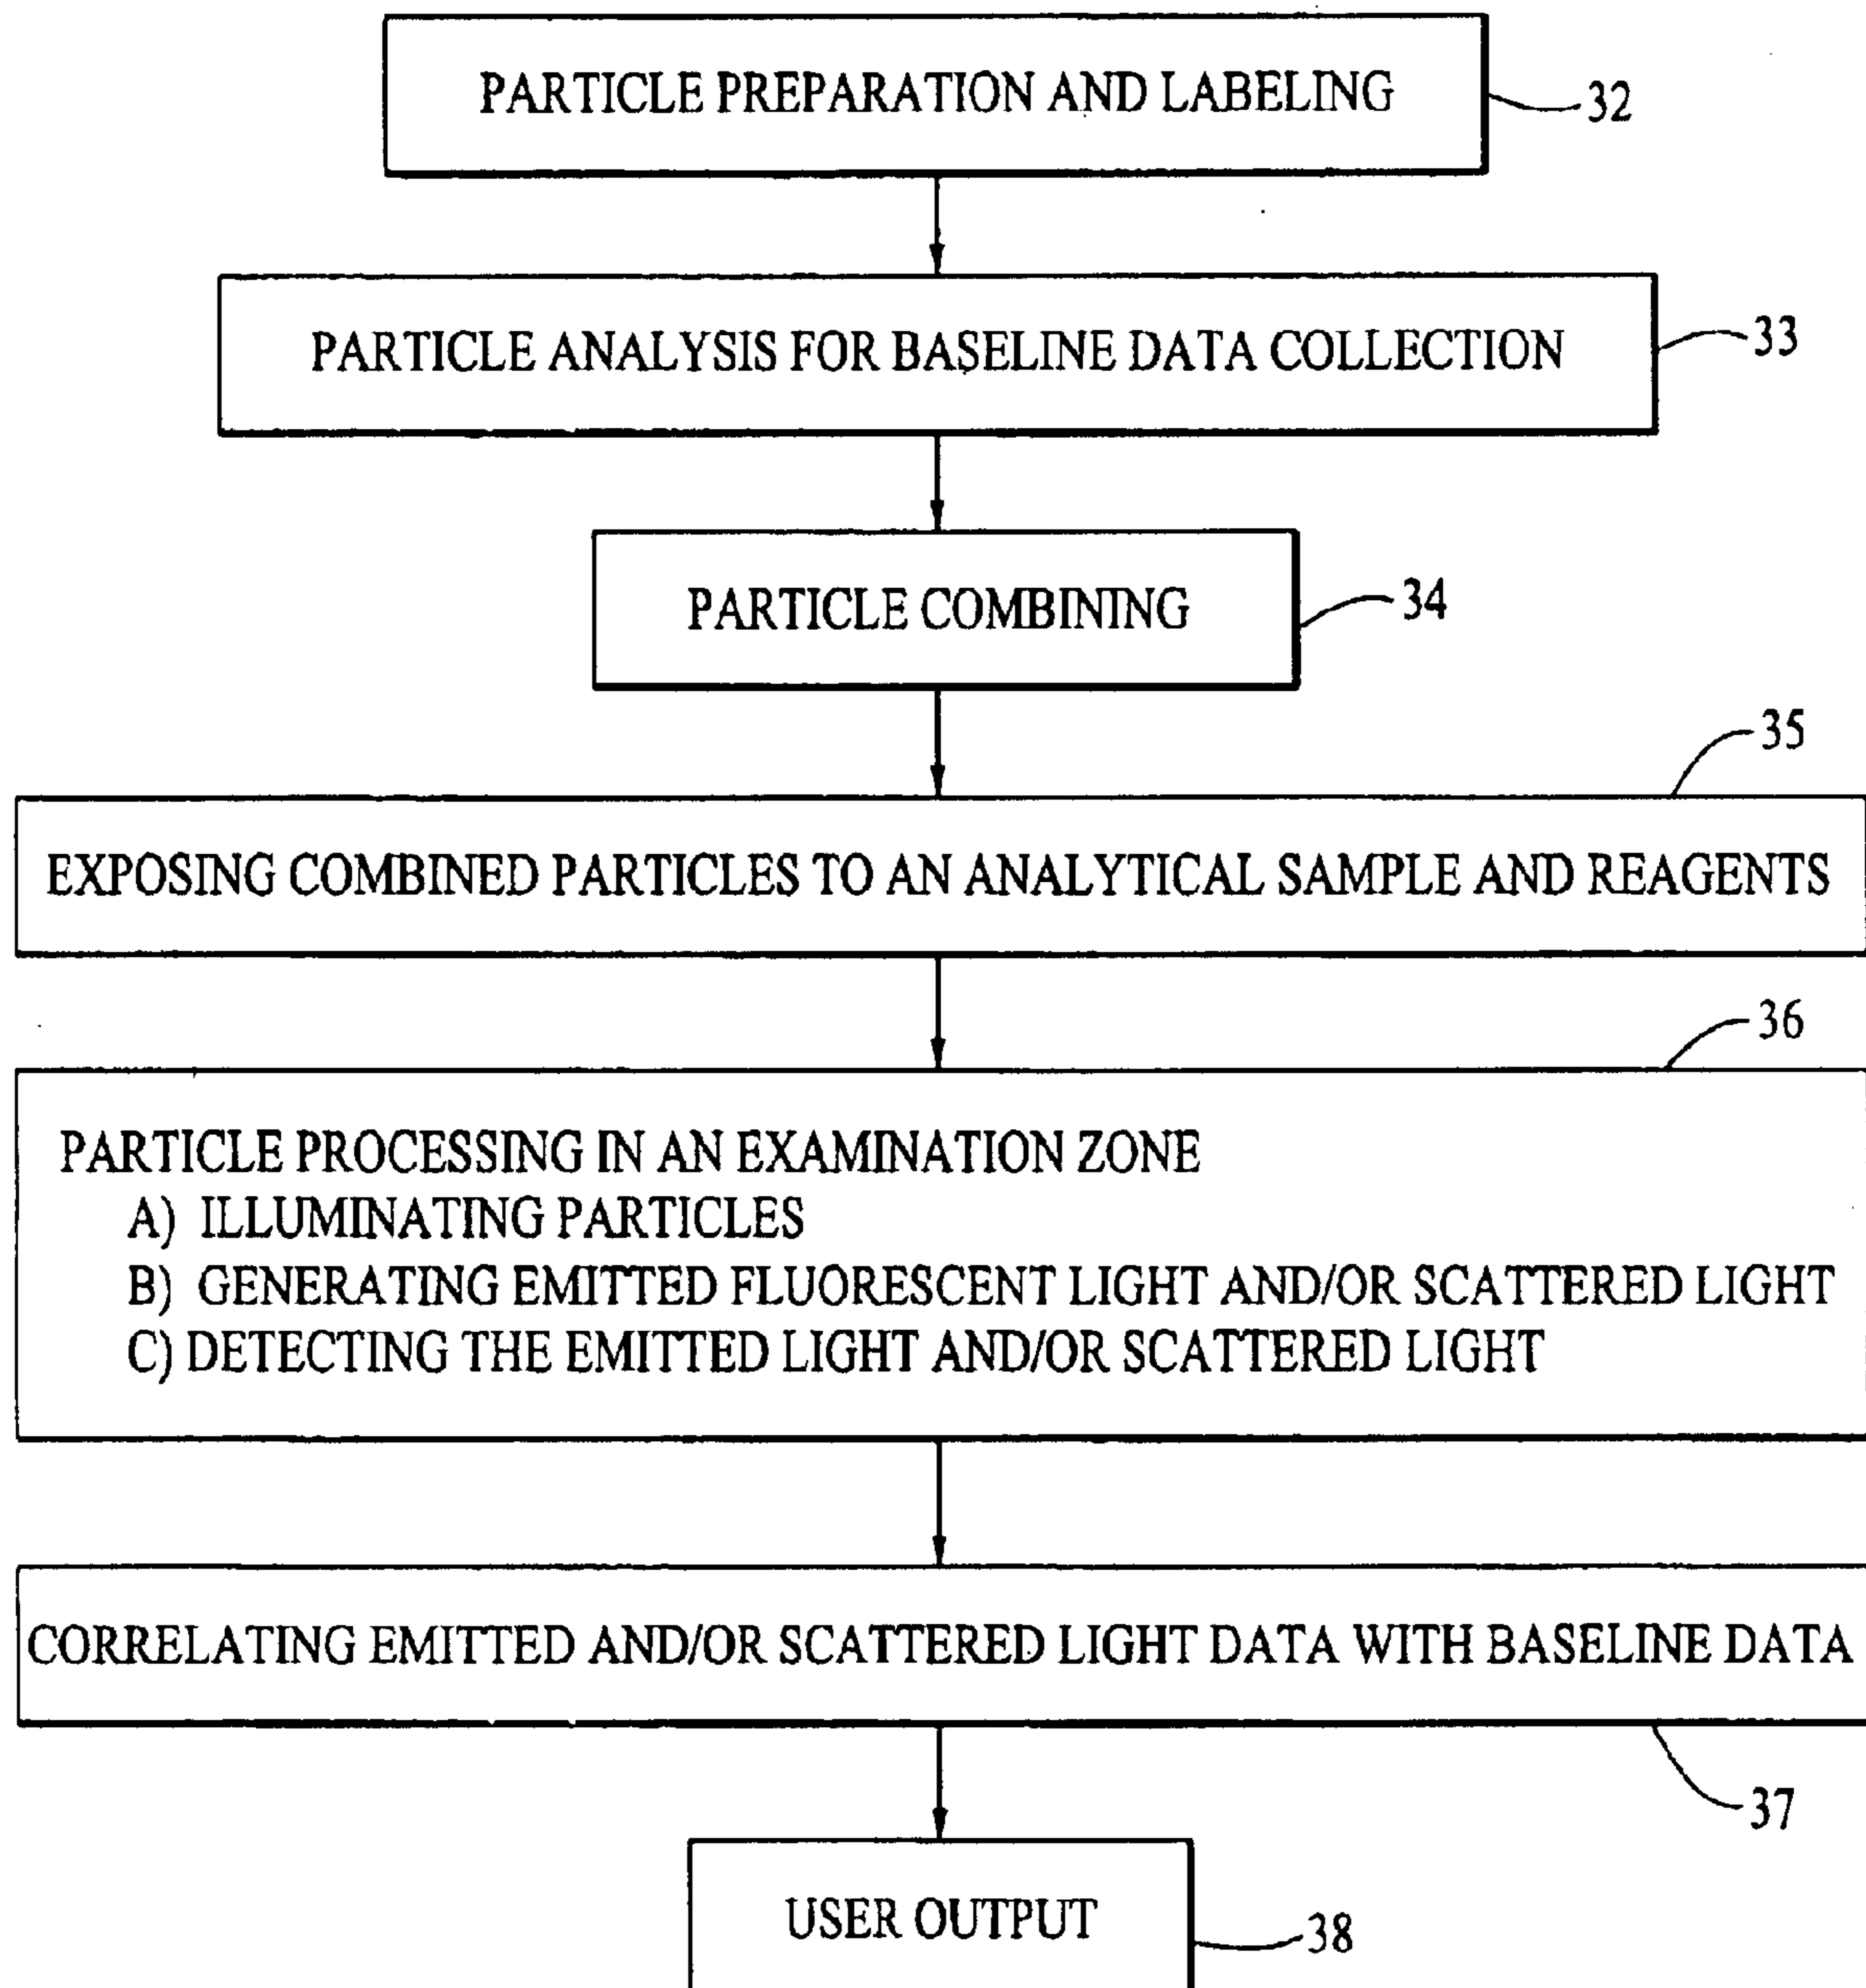 PARTICLE PREPARATION AND LABELING
32
PARTICLE ANALYSIS FOR BASELINE DATA COLLECTION
33
PARTICLE COMBINING
34
35
EXPOSING COMBINED PARTICLES TO AN ANALYTICAL SAMPLE AND REAGENTS
36
PARTICLE PROCESSING IN AN EXAMINATION ZONE
A) ILLUMINATING PARTICLES
B) GENERATING EMITTED FLUORESCENT LIGHT AND/OR SCATTERED LIGHT
C) DETECTING THE EMITTED LIGHT AND/OR SCATTERED LIGHT
CORRELATING EMITTED AND/OR SCATTERED LIGHT DATA WITH BASELINE DATA
37
USER OUTPUT
38